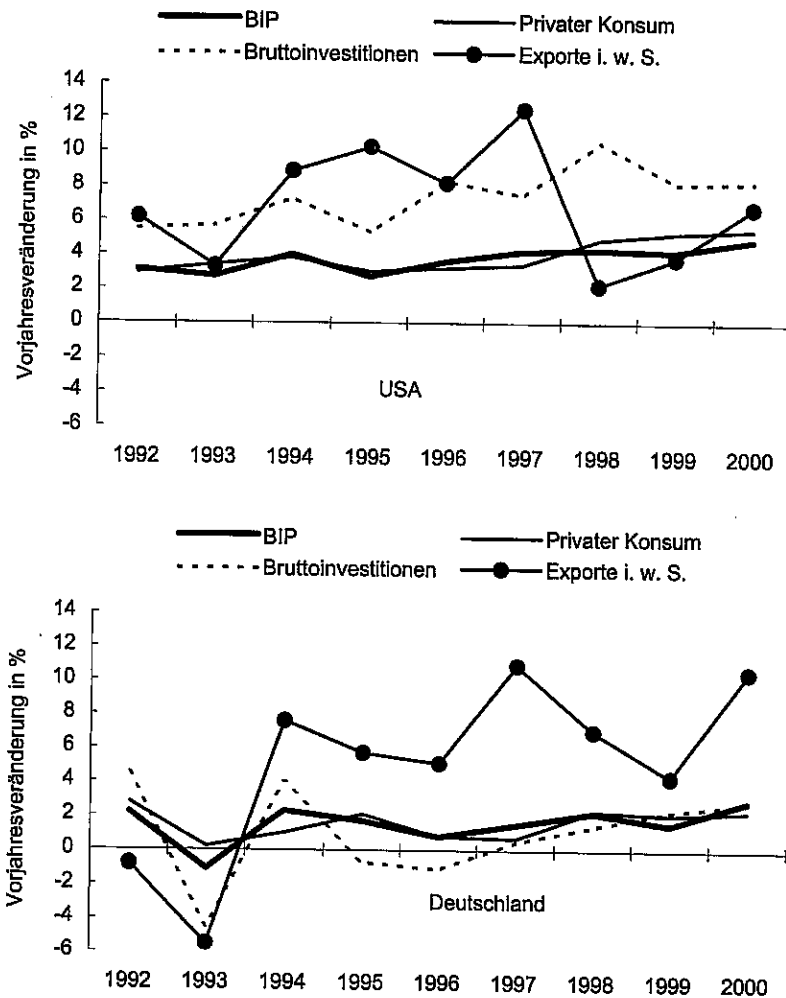 BIP Privater Konsum
Bruttoinvestitionen Exporte i. w. S.
Vorjahresveränderung in %
14
12
10
8
6
4
2
0
-2
-4
-6
USA
1992 1993 1994 1995 1996 1997 1998 1999 2000
BIP Privater Konsum
Bruttoinvestitionen Exporte i. w. S.
Vorjahresveränderung in %
14
12
10
8
6
4
2
0
-2
-4
-6
Deutschland
1992 1993 1994 1995 1996 1997 1998 1999 2000